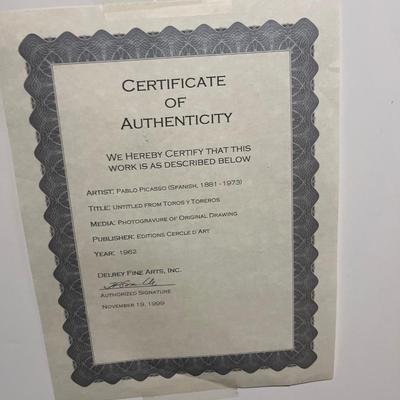 CERTIFICATE
OF
AUTHENTICITY
WE HEREBY CERTIFY THAT THIS
WORK IS AS DESCRIBED BELOW
ARTIST: PABLO PICASSO (SPANISH, 1881-1973)
TITLE: UNTITLED FROM TOROS Y TOREROS
MEDIA: PHOTOGRAVURE OF ORIGINAL DRAWING
PUBLISHER: EDITIONS CERCLE D'ART
YEAR: 1962
DELREY FINE ARTS, INC.
AUTHORIZED SIGNATURE
NOVEMBER 19, 1999